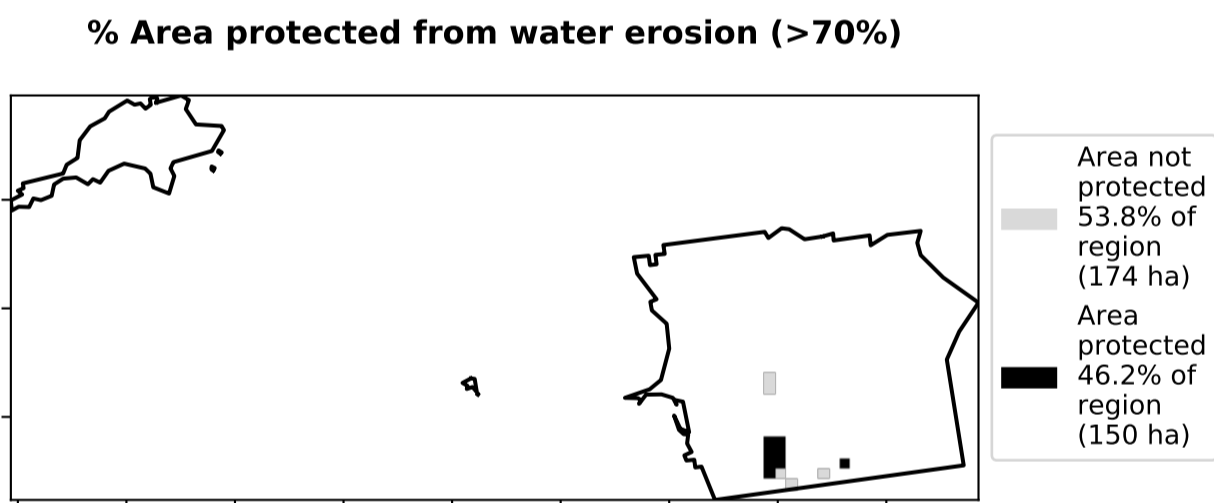 % Area protected from water erosion (>70%)
Area not
protected
53.8% of
region
(174 ha)
Area
protected
46.2% of
region
(150 ha)